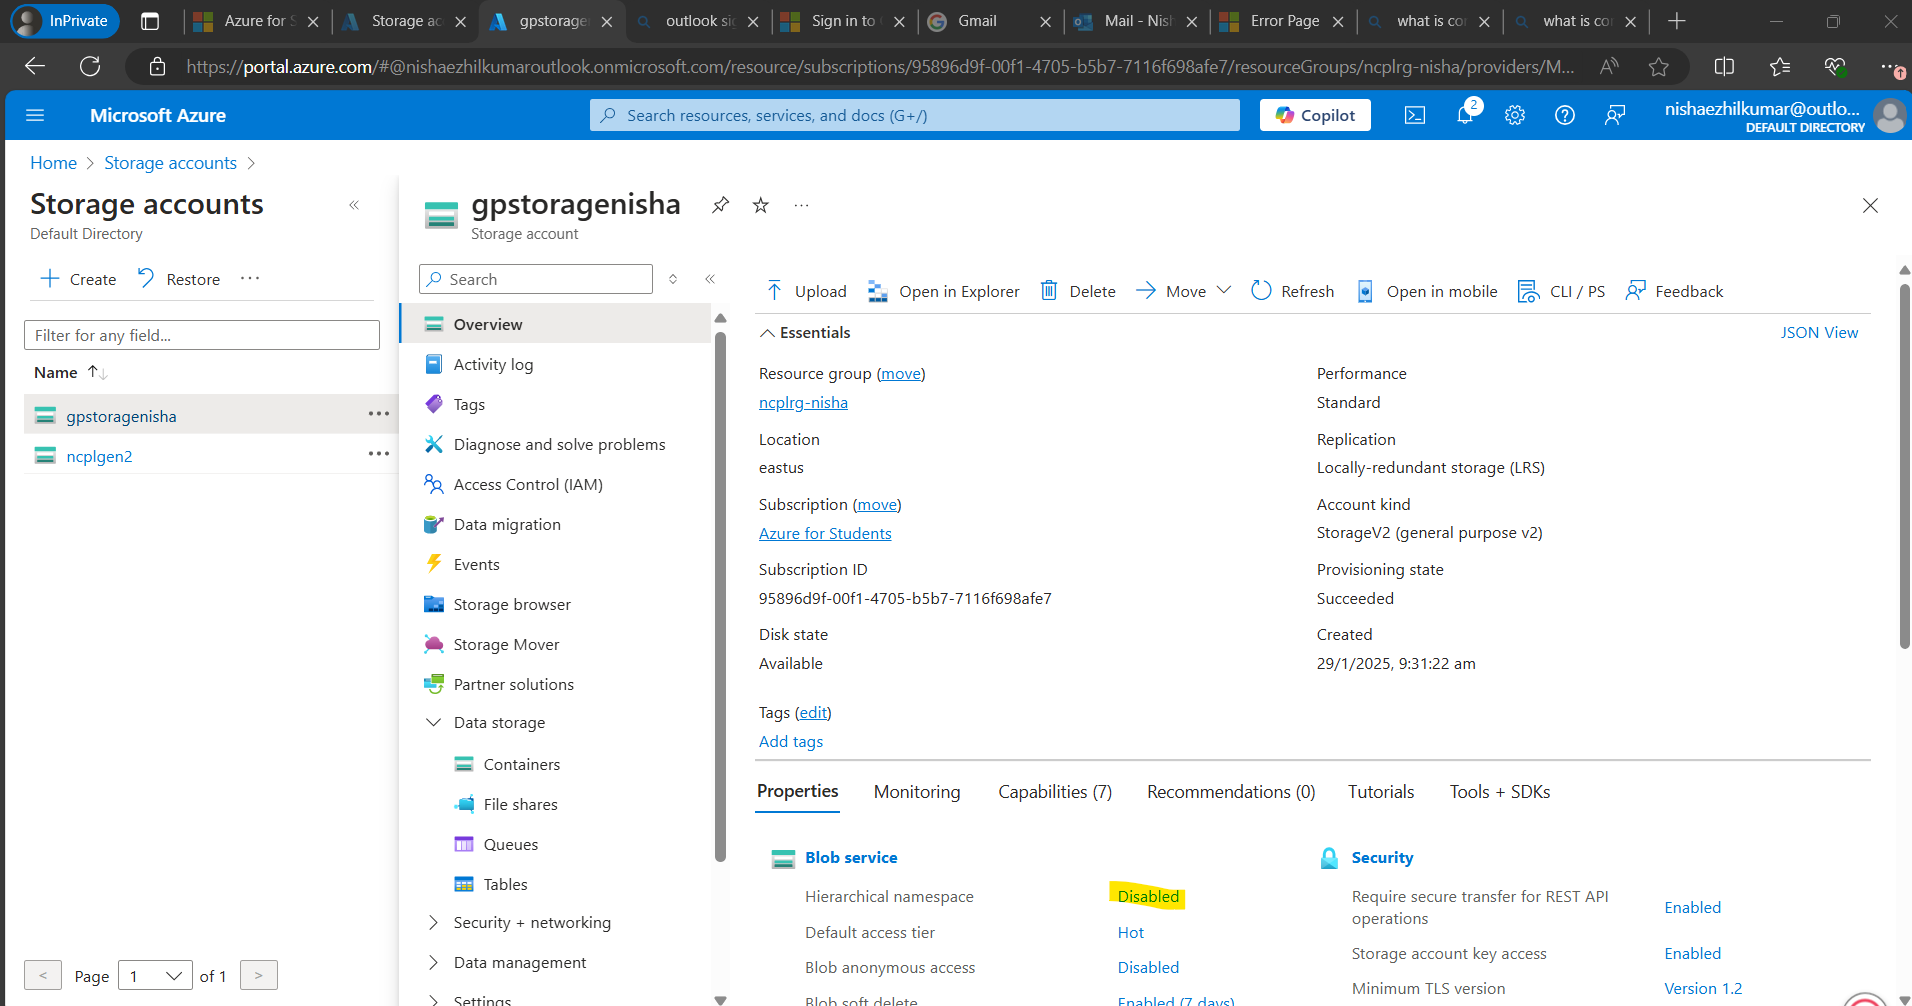 InPrivate
Azure for S
Storage ac
gpstorage
outlook sig
Sign in to
Gmail
Mail - Nish
Error Page
what is co
what is co
https://portal.azure.com/#@nishaezhilkumaroutlook.onmicrosoft.com/resource/subscriptions/95896d9f-00f1-4705-b5b7-7116f698afe7/resourceGroups/ncplrg-nisha/providers/M...
Microsoft Azure
Search resources, services, and docs (G+/)
Copilot
2
nishaezhilkumar@outlo...
DEFAULT DIRECTORY
Home > Storage accounts >
Storage accounts
Default Directory
gpstoragenisha
Storage account
Create Restore ...
Filter for any field...
Name
gpstoragenisha
ncplgen2
< Page 1 of 1 >
Search
Overview
Activity log
Tags
Diagnose and solve problems
Access Control (IAM)
Data migration
Events
Storage browser
Storage Mover
Partner solutions
Data storage
Containers
File shares
Queues
Tables
Security + networking
Data management
Settings
Upload Open in Explorer Delete Move Refresh Open in mobile CLI / PS Feedback
Essentials
JSON View
Resource group (move)
ncplrg-nisha
Location
eastus
Subscription (move)
Azure for Students
Subscription ID
95896d9f-00f1-4705-b5b7-7116f698afe7
Disk state
Available
Performance
Standard
Replication
Locally-redundant storage (LRS)
Account kind
StorageV2 (general purpose v2)
Provisioning state
Succeeded
Created
29/1/2025, 9:31:22 am
Tags (edit)
Add tags
Properties Monitoring Capabilities (7) Recommendations (0) Tutorials Tools + SDKs
Blob service
Hierarchical namespace Disabled
Default access tier Hot
Blob anonymous access Disabled
Blob soft delete Enabled (7 days)
Security
Require secure transfer for REST API
operations Enabled
Storage account key access Enabled
Minimum TLS version Version 1.2